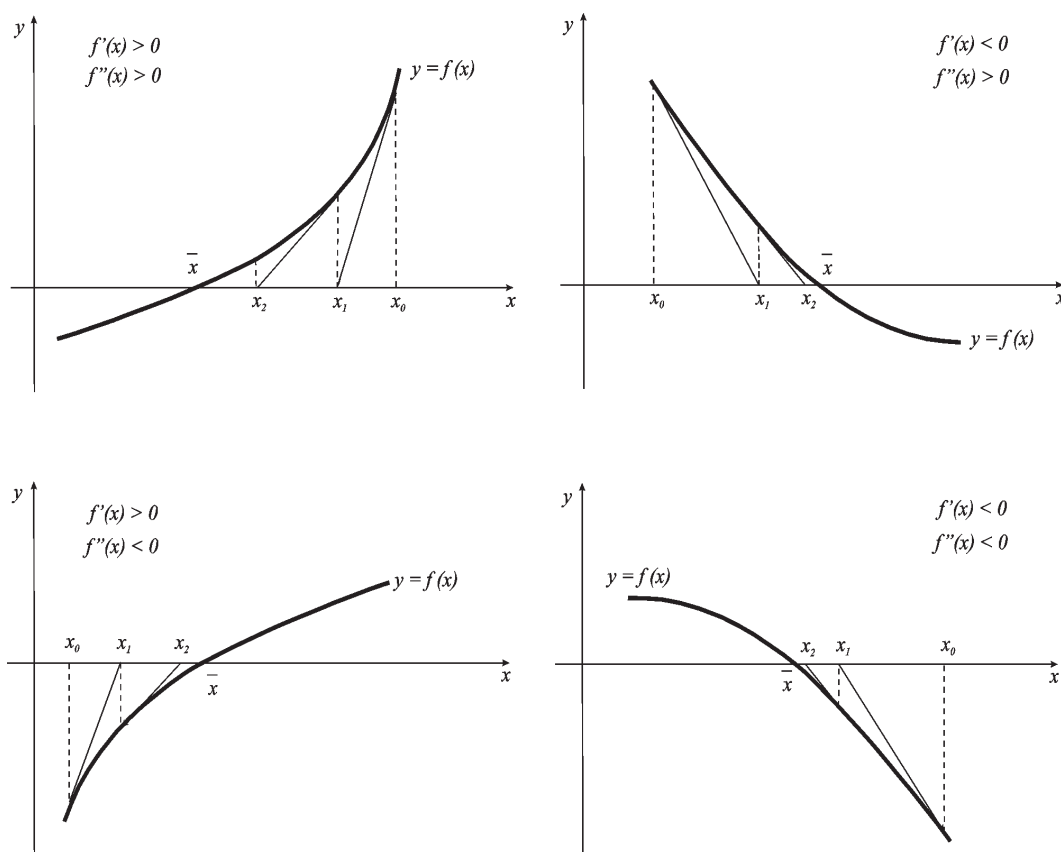 y
f'(x) > 0
f''(x) > 0
y = f(x)
x̅
x₂ x₁ x₀ x
y
f'(x) < 0
f''(x) > 0
x̅
x₀ x₁ x₂ x
y = f(x)
y
f'(x) > 0
f''(x) < 0
y = f(x)
x₀ x₁ x₂
x̅ x
y
f'(x) < 0
f''(x) < 0
y = f(x)
x₂ x₁ x₀
x̅ x